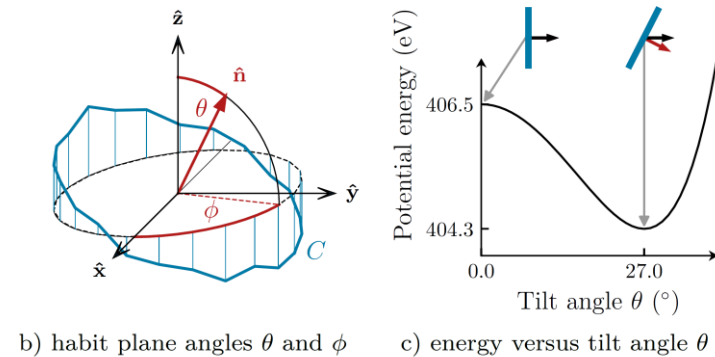 ẑ
n̂
θ
ŷ
ϕ
x̂
C
b) habit plane angles θ and ϕ
Potential energy (eV)
406.5
404.3
0.0 27.0
Tilt angle θ (°)
c) energy versus tilt angle θ